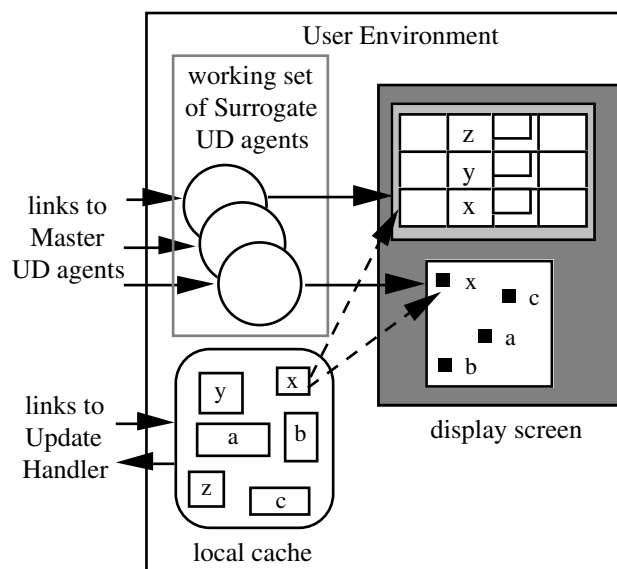 User Environment
working set
of Surrogate
UD agents
links to
Master
UD agents
z
y
x
x
c
a
b
display screen
links to
Update
Handler
y
x
a
b
z
c
local cache